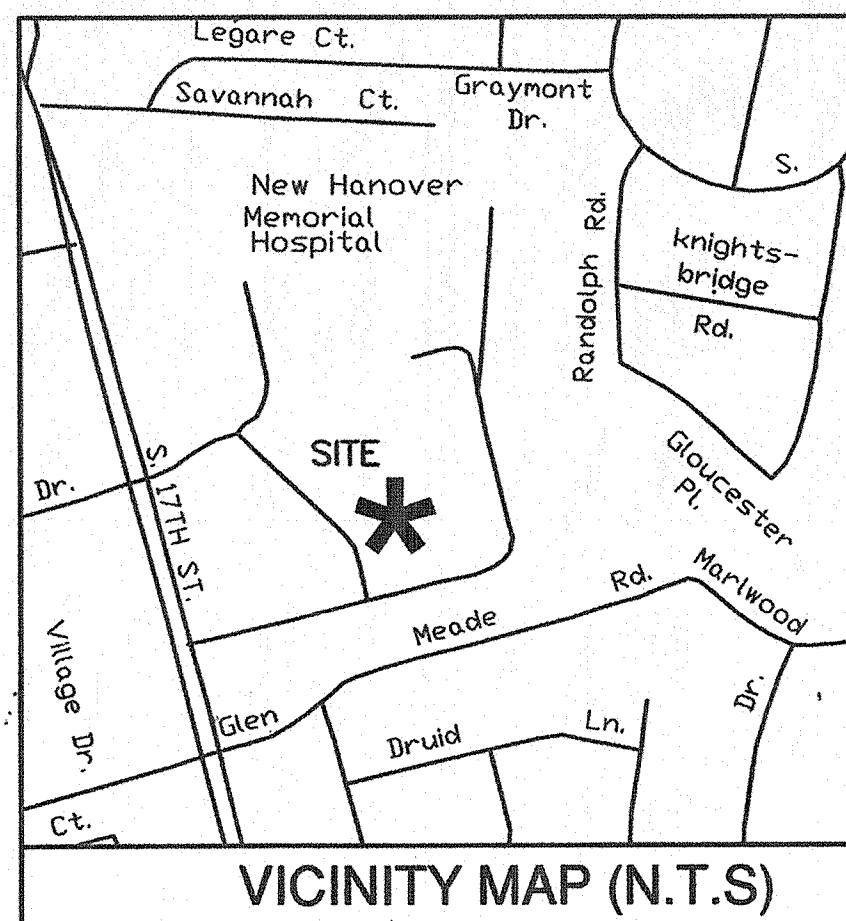 Legare Ct.
Savannah Ct.
Graymont
Dr.
S.
New Hanover
Memorial
Hospital
Randolph Rd.
knights-
bridge
Rd.
SITE
Gloucester
Pl.
Dr.
S. 17TH ST.
Marlwood
Dr.
Meade Rd.
Village Dr.
Glen
Druid Ln.
Ct.
VICINITY MAP (N.T.S)